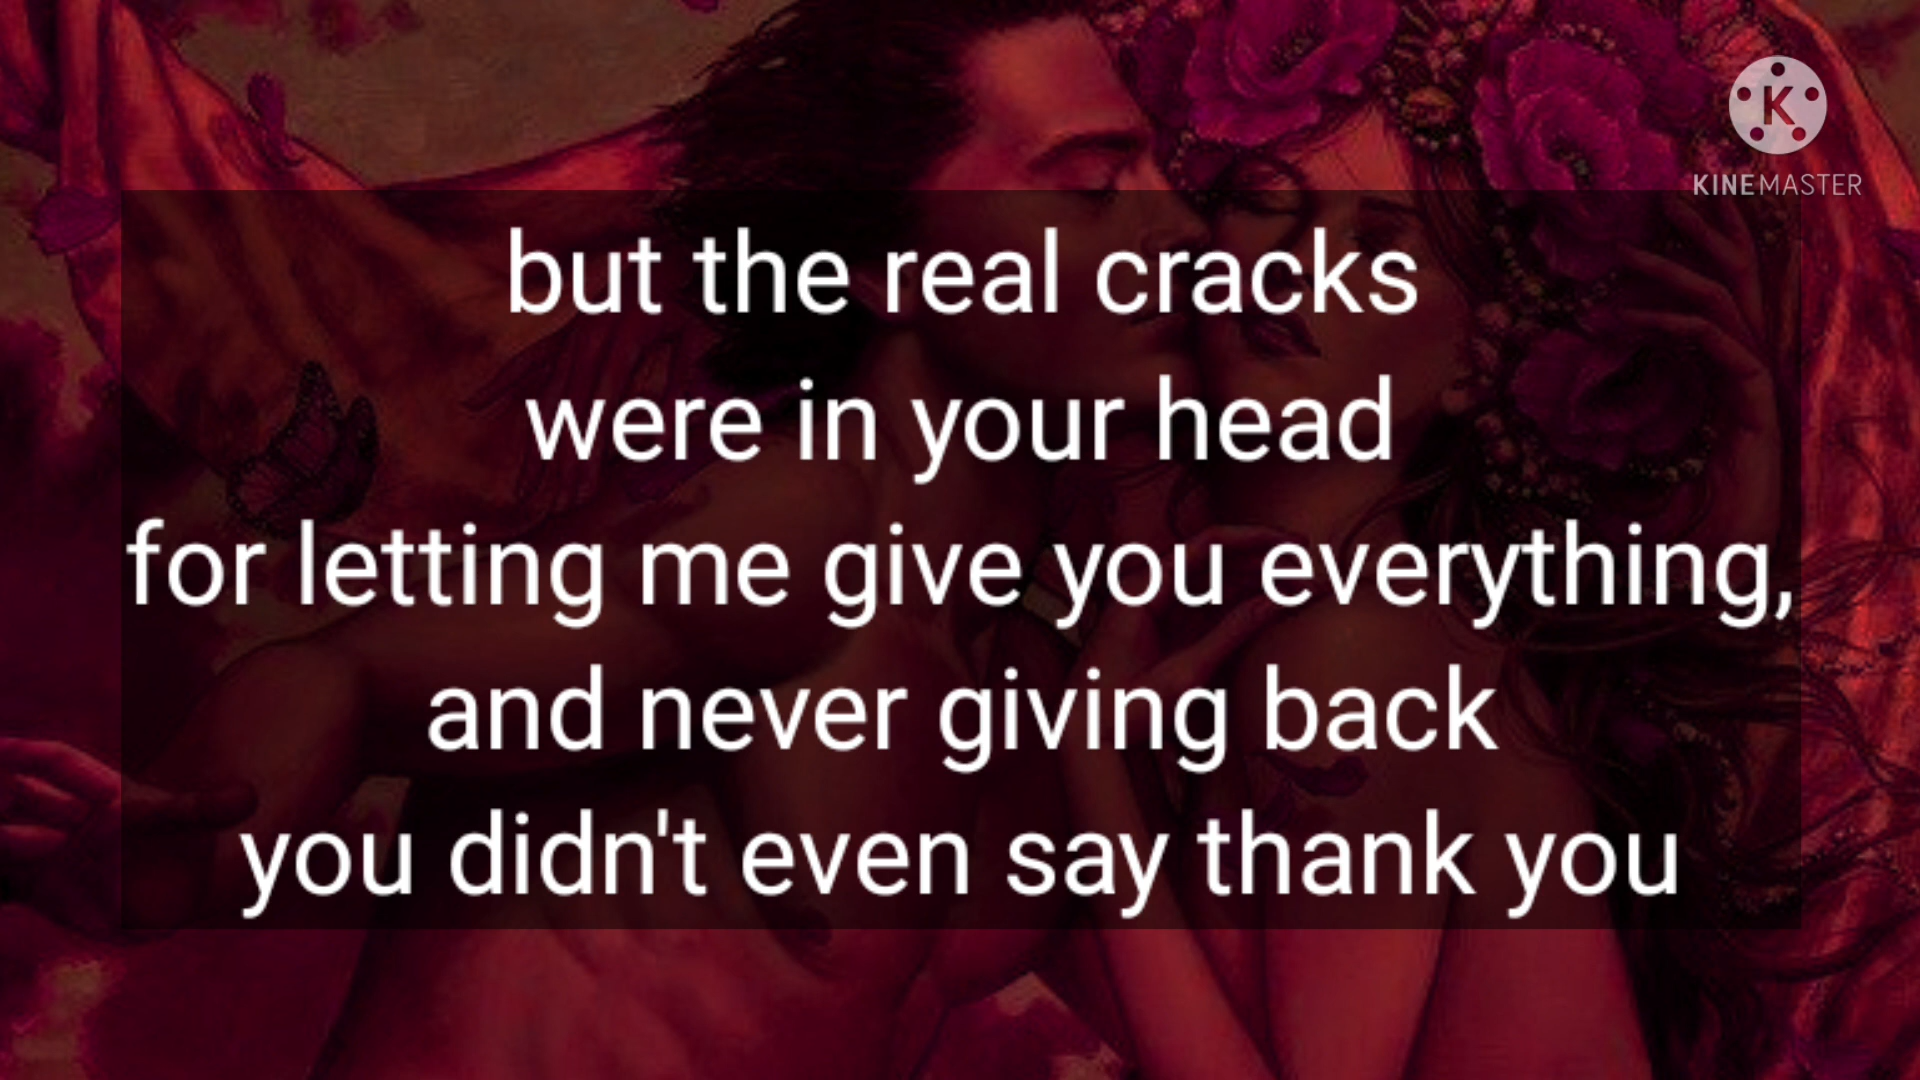 K
KINEMASTER
but the real cracks
were in your head
for letting me give you everything,
and never giving back
you didn't even say thank you